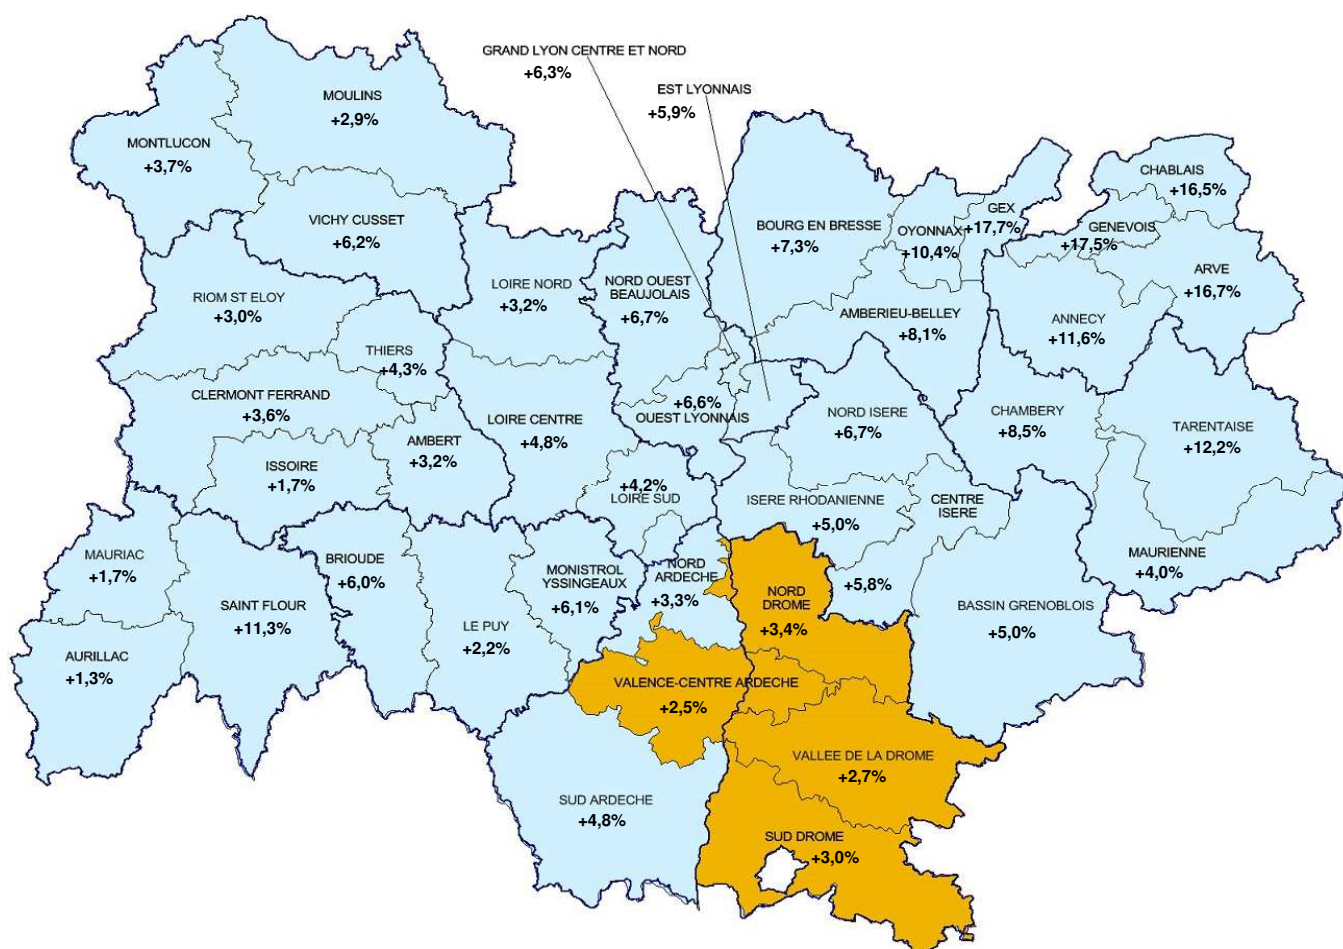 GRAND LYON CENTRE ET NORD
+6,3%
EST LYONNAIS
+5,9%
MOULINS
+2,9%
MONTLUCON
+3,7%
VICHY CUSSET
+6,2%
CHABLAIS
+16,5%
GEX
+17,7%
GENEVOIS
+17,5%
BOURG EN BRESSE
+7,3%
OYONNAX
+10,4%
ARVE
+16,7%
RIOM ST ELOY
+3,0%
LOIRE NORD
+3,2%
NORD OUEST
BEAUJOLAIS
+6,7%
AMBERIEU-BELLEY
+8,1%
ANNECY
+11,6%
THIERS
+4,3%
CLERMONT FERRAND
+3,6%
LOIRE CENTRE
+4,8%
+6,6%
OUEST LYONNAIS
NORD ISERE
+6,7%
CHAMBERY
+8,5%
TARENTAISE
+12,2%
AMBERT
+3,2%
ISSOIRE
+1,7%
+4,2%
LOIRE SUD
ISERE RHODANIENNE
+5,0%
CENTRE
ISERE
+5,8%
MAURIAC
+1,7%
SAINT FLOUR
+11,3%
BRIOUDE
+6,0%
MONISTROL
YSSINGEAUX
+6,1%
NORD
ARDECHE
+3,3%
NORD
DROME
+3,4%
MAURIENNE
+4,0%
BASSIN GRENOBLOIS
+5,0%
LE PUY
+2,2%
AURILLAC
+1,3%
VALENCE-CENTRE ARDECHE
+2,5%
VALLEE DE LA DROME
+2,7%
SUD ARDECHE
+4,8%
SUD DROME
+3,0%